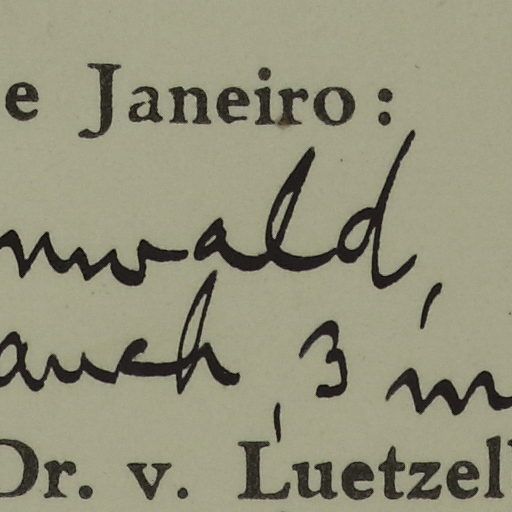 e Janeiro:
nwald,
auch, 3 m
Dr. v. Luetzel